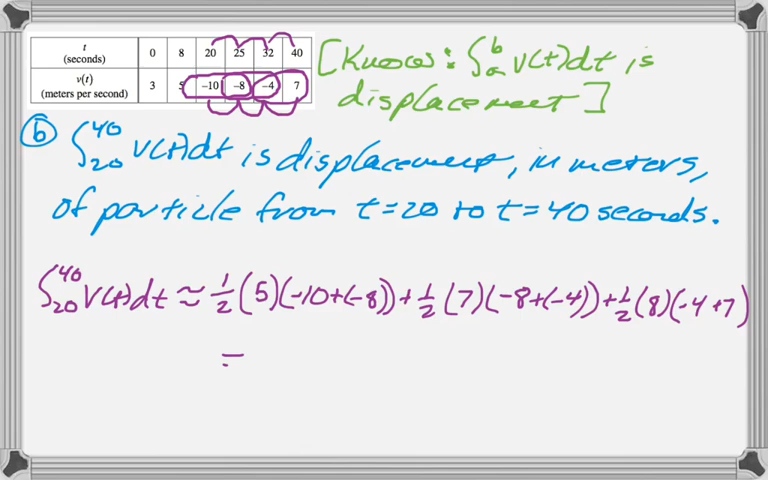 t (seconds) 0 8 20 25 32 40
v(t) (meters per second) 3 5 −10 −8 −4 7
[Know: ∫ₐᵇ v(t)dt is
displacement]
ⓑ ∫₂₀⁴⁰ v(t)dt is displacement, in meters,
of particle from t=20 to t=40 seconds.
∫₂₀⁴⁰ v(t)dt ≈ 1/2(5)(-10+(-8))+1/2(7)(-8+(-4))+1/2(8)(-4+7)
=